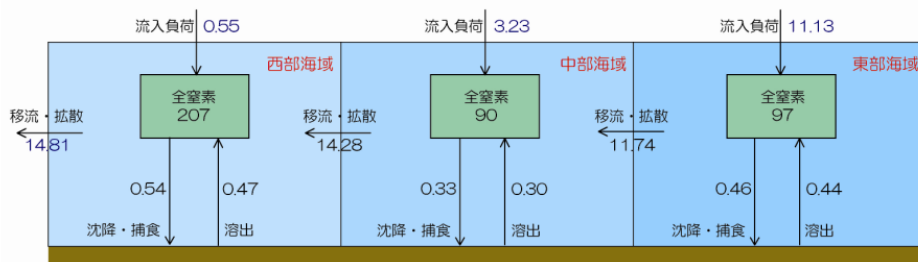 流入負荷 0.55
流入負荷 3.23
流入負荷 11.13
西部海域
中部海域
東部海域
全窒素
207
全窒素
90
全窒素
97
移流・拡散
14.81
移流・拡散
14.28
移流・拡散
11.74
0.54
0.47
0.33
0.30
0.46
0.44
沈降・捕食
溶出
沈降・捕食
溶出
沈降・捕食
溶出